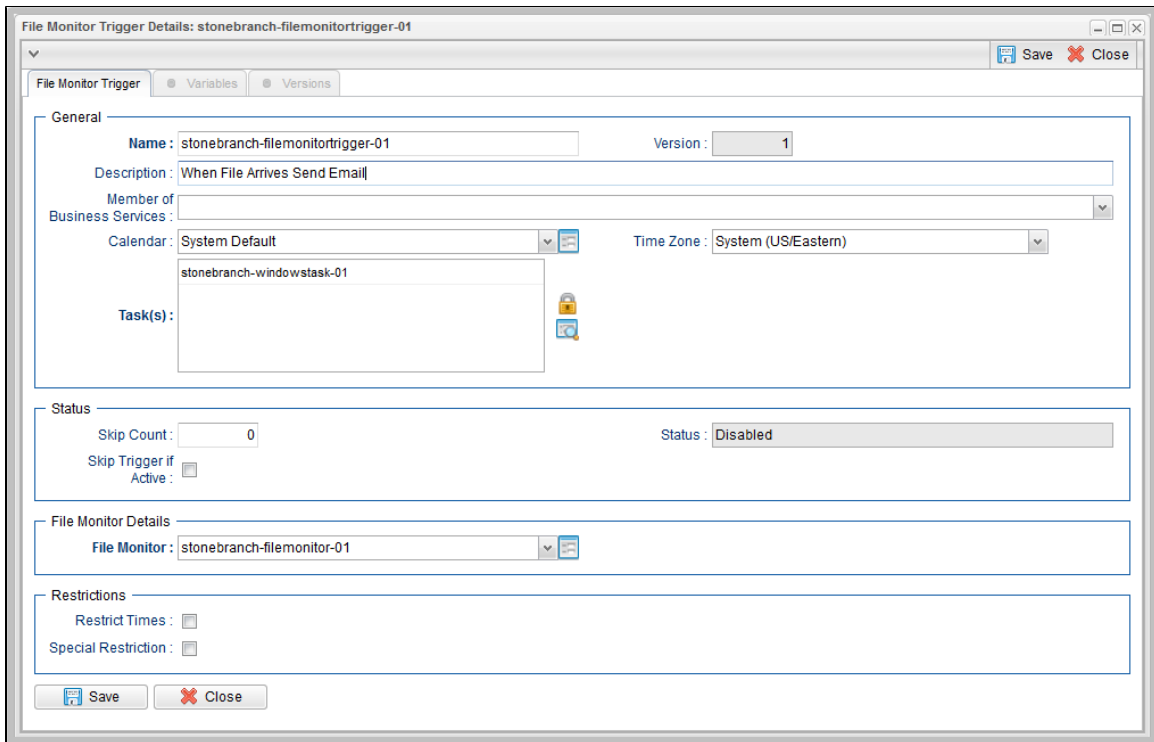 File Monitor Trigger Details: stonebranch-filemonitortrigger-01
Save Close
File Monitor Trigger Variables Versions
General
Name : stonebranch-filemonitortrigger-01 Version : 1
Description : When File Arrives Send Email
Member of
Business Services :
Calendar : System Default Time Zone : System (US/Eastern)
stonebranch-windowstask-01
Task(s) :
Status
Skip Count : 0 Status : Disabled
Skip Trigger if
Active :
File Monitor Details
File Monitor : stonebranch-filemonitor-01
Restrictions
Restrict Times :
Special Restriction :
Save Close